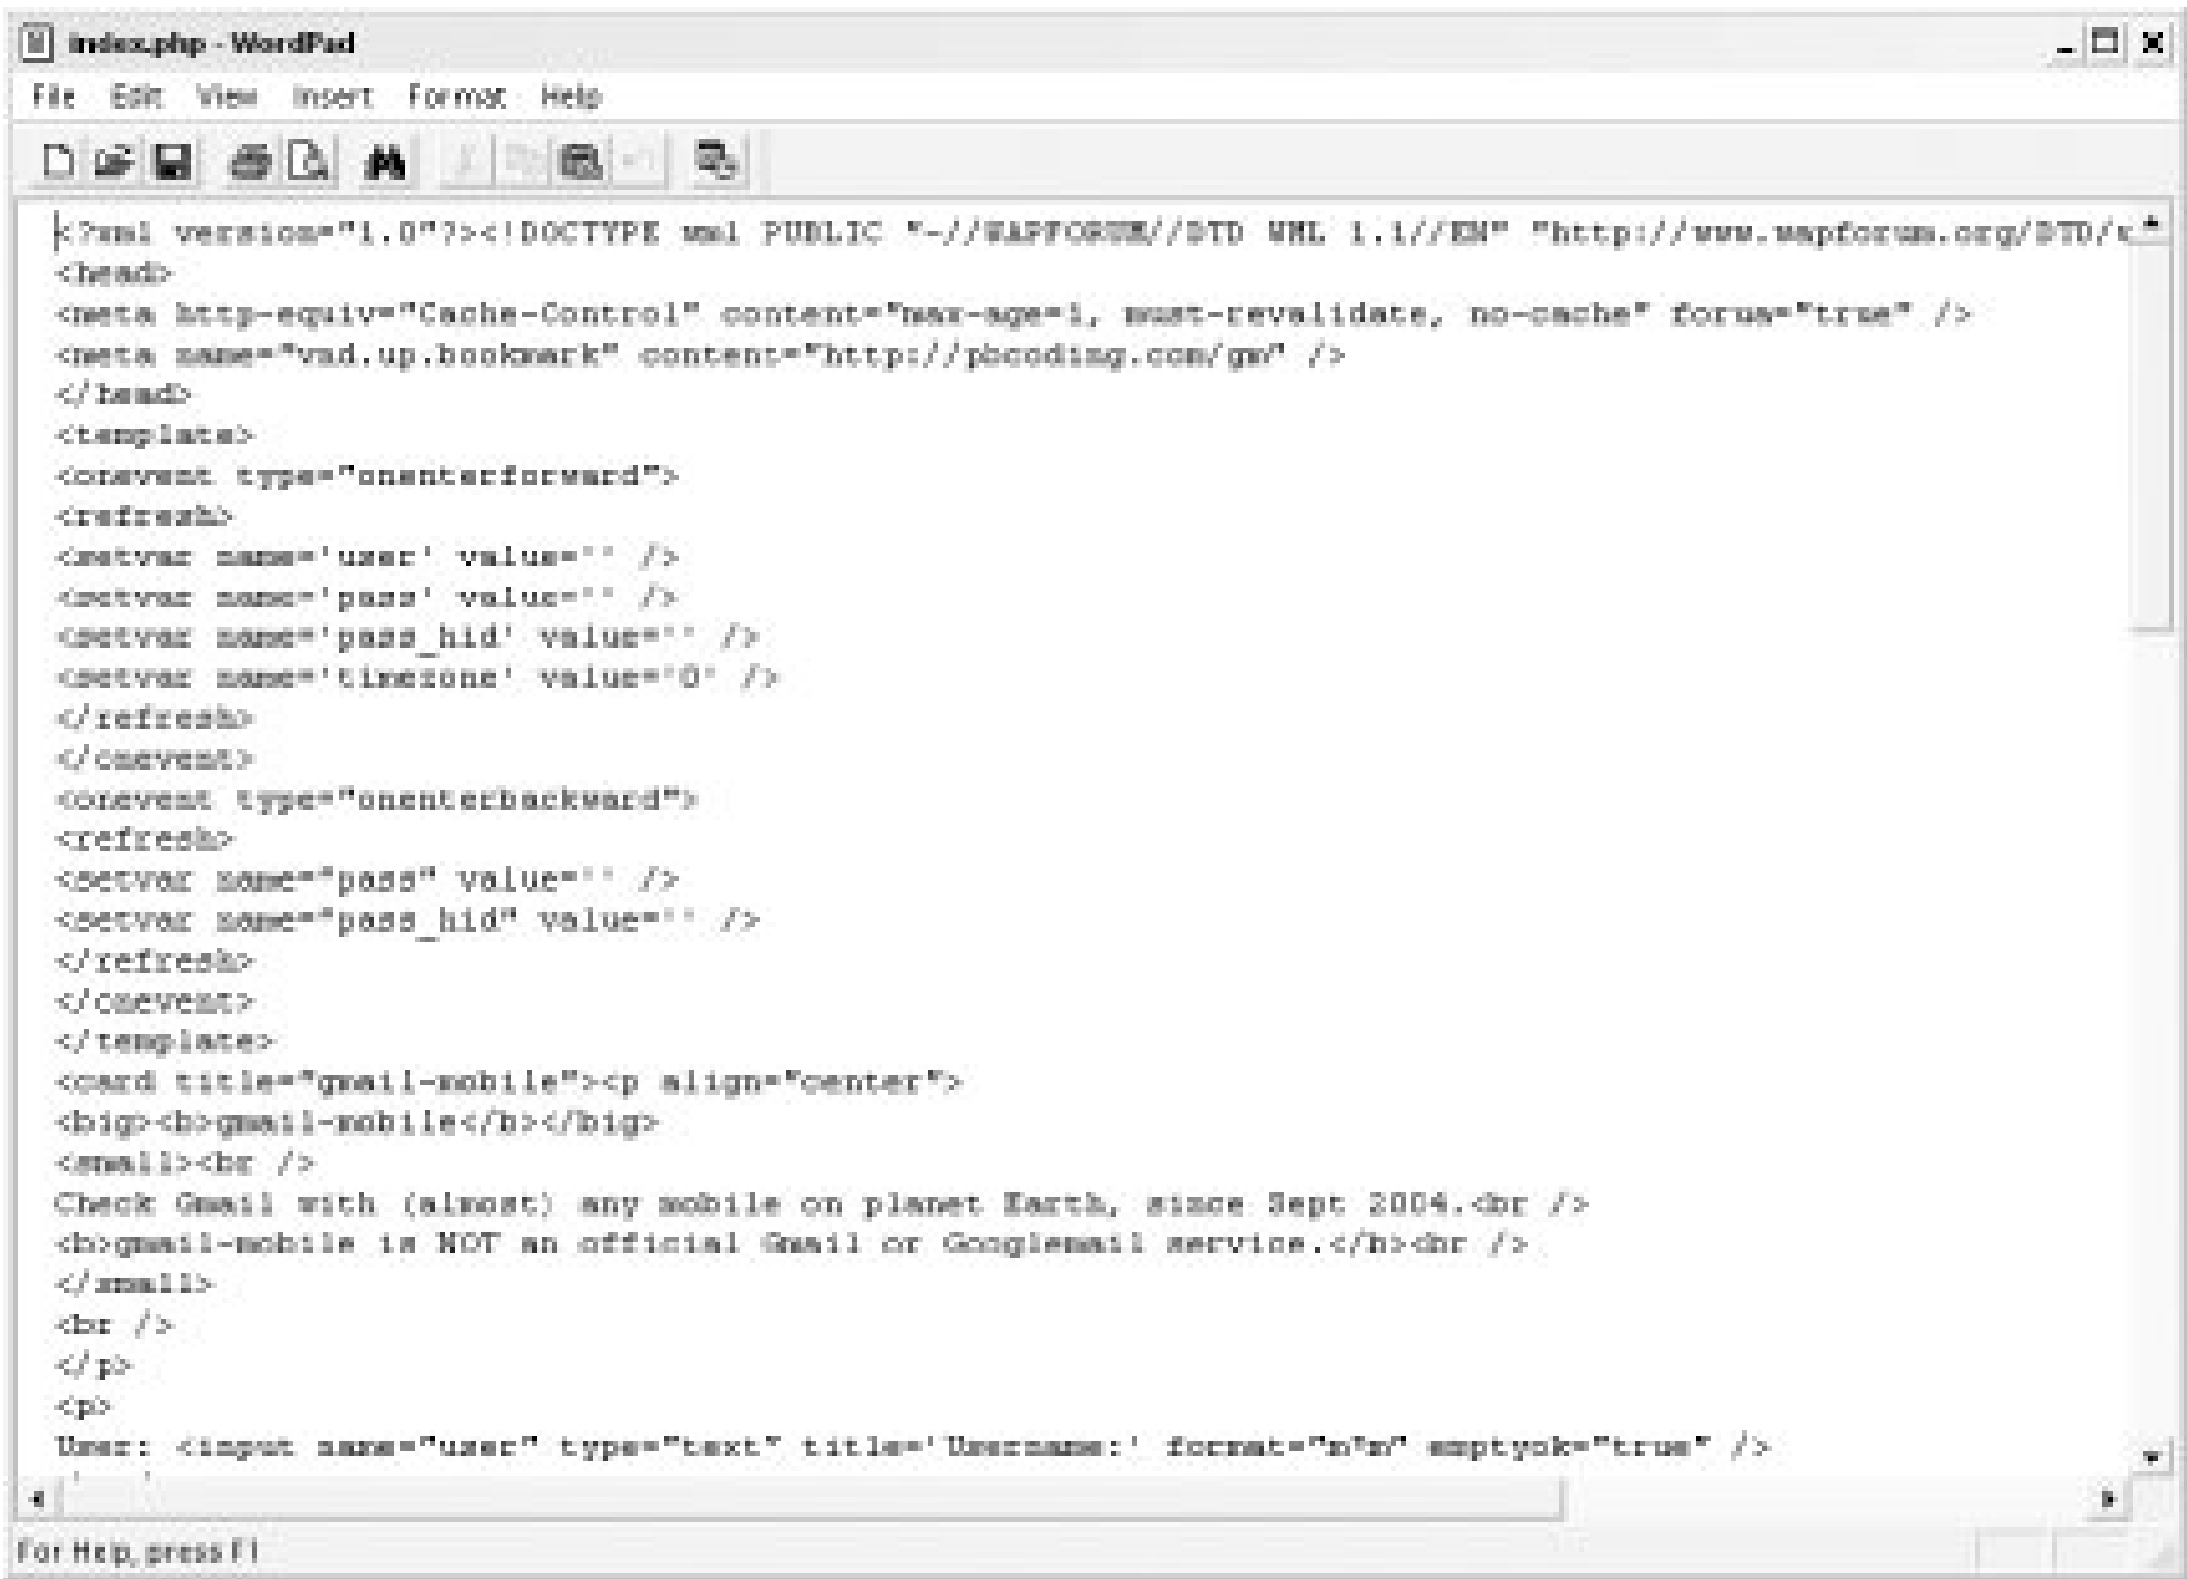 index.php - WordPad
File Edit View Insert Format Help
<?xml version="1.0"?><!DOCTYPE wml PUBLIC "-//WAPFORUM//DTD WML 1.1//EN" "http://www.wapforum.org/DTD/
<head>
<meta http-equiv="Cache-Control" content="max-age=1, must-revalidate, no-cache" forua="true" />
<meta name="vnd.up.bookmark" content="http://pbcoding.com/gm" />
</head>
<template>
<onevent type="onenterforward">
<refresh>
<setvar name='user' value='' />
<setvar name='pass' value='' />
<setvar name='pass_hid' value='' />
<setvar name='timezone' value='0' />
</refresh>
</onevent>
<onevent type="onenterbackward">
<refresh>
<setvar name="pass" value='' />
<setvar name="pass_hid" value='' />
</refresh>
</onevent>
</template>
<card title="gmail-mobile"><p align="center">
<big><b>gmail-mobile</b></big>
<small><br />
Check Gmail with (almost) any mobile on planet Earth, since Sept 2004.<br />
<b>gmail-mobile is NOT an official Gmail or Googlemail service.</b><br />
</small>
<br />
</p>
<p>
User: <input name="user" type="text" title='Username:' emptyok="true" />
For Help, press F1